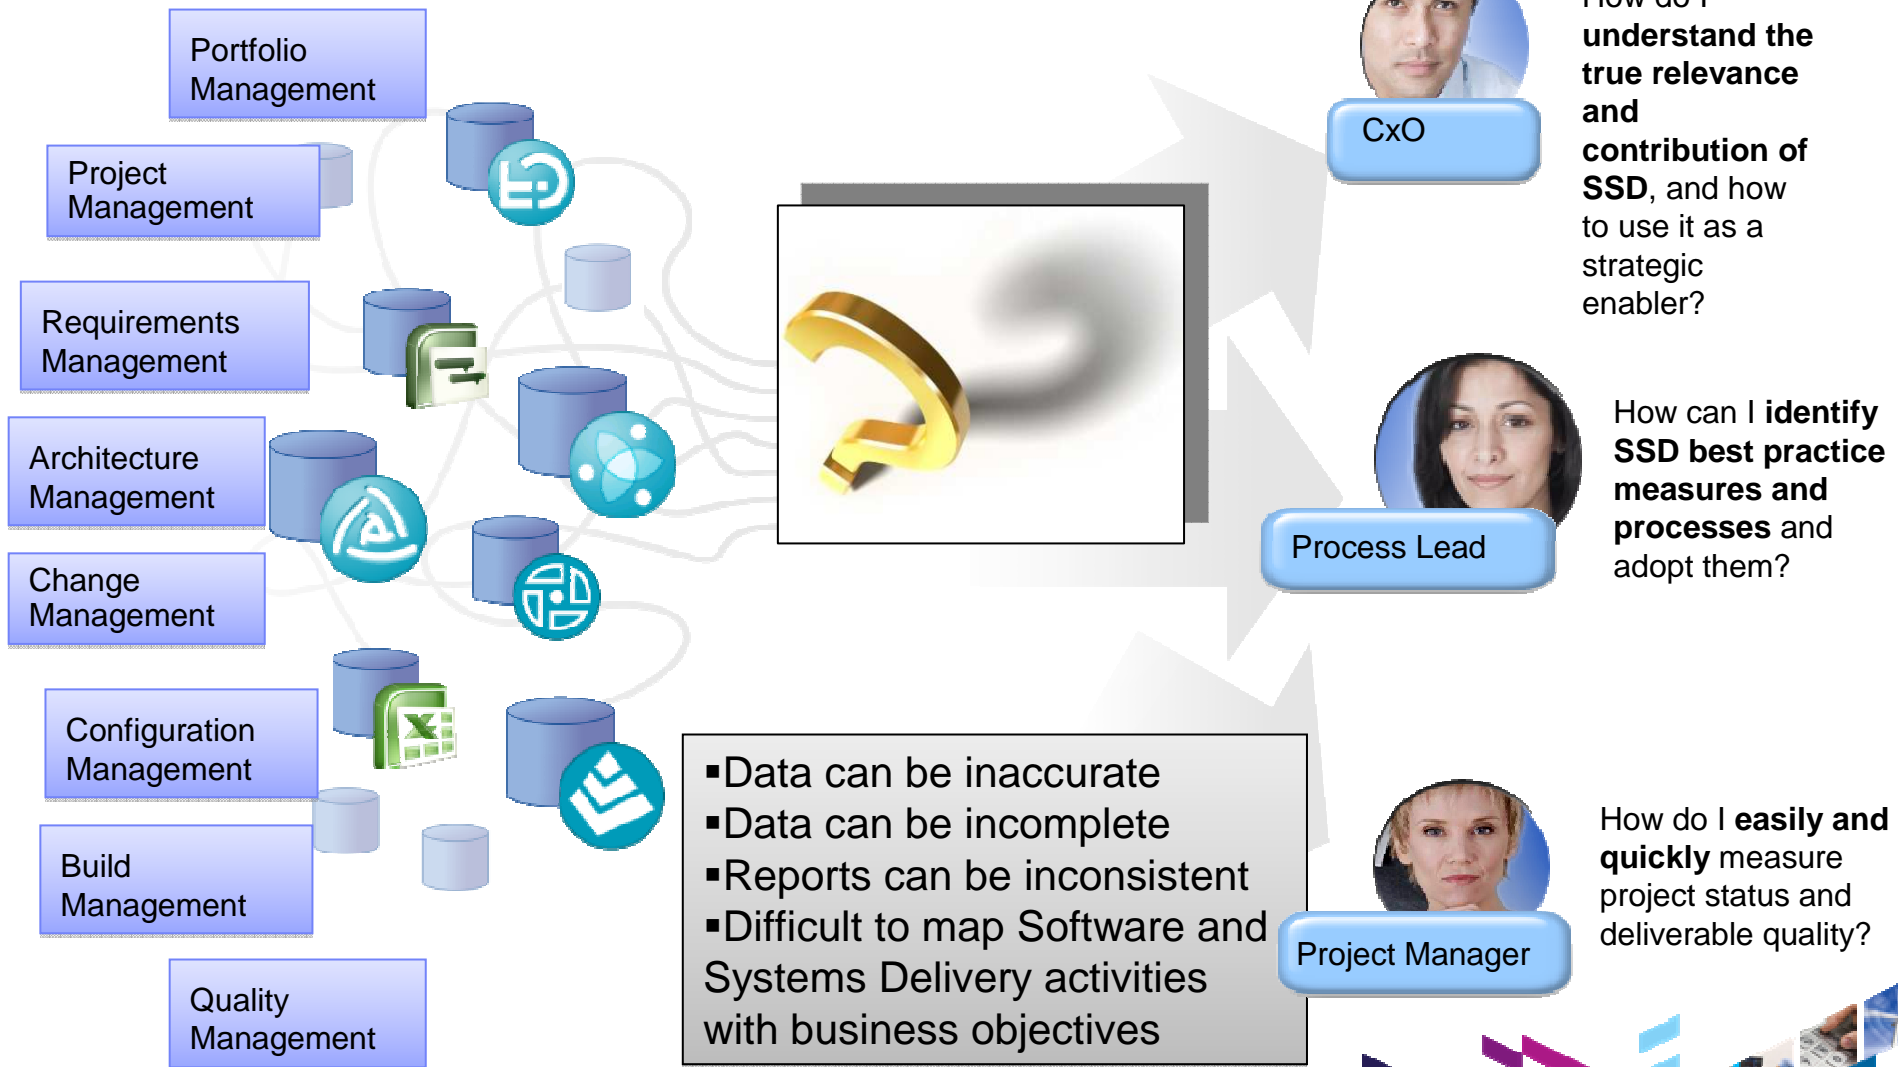 Portfolio
Management
Project
Management
Requirements
Management
Architecture
Management
Change
Management
Configuration
Management
Build
Management
Quality
Management
▪Data can be inaccurate
▪Data can be incomplete
▪Reports can be inconsistent
▪Difficult to map Software and
Systems Delivery activities
with business objectives
CxO
How do I
understand the
true relevance
and
contribution of
SSD, and how
to use it as a
strategic
enabler?
Process Lead
How can I identify
SSD best practice
measures and
processes and
adopt them?
Project Manager
How do I easily and
quickly measure
project status and
deliverable quality?